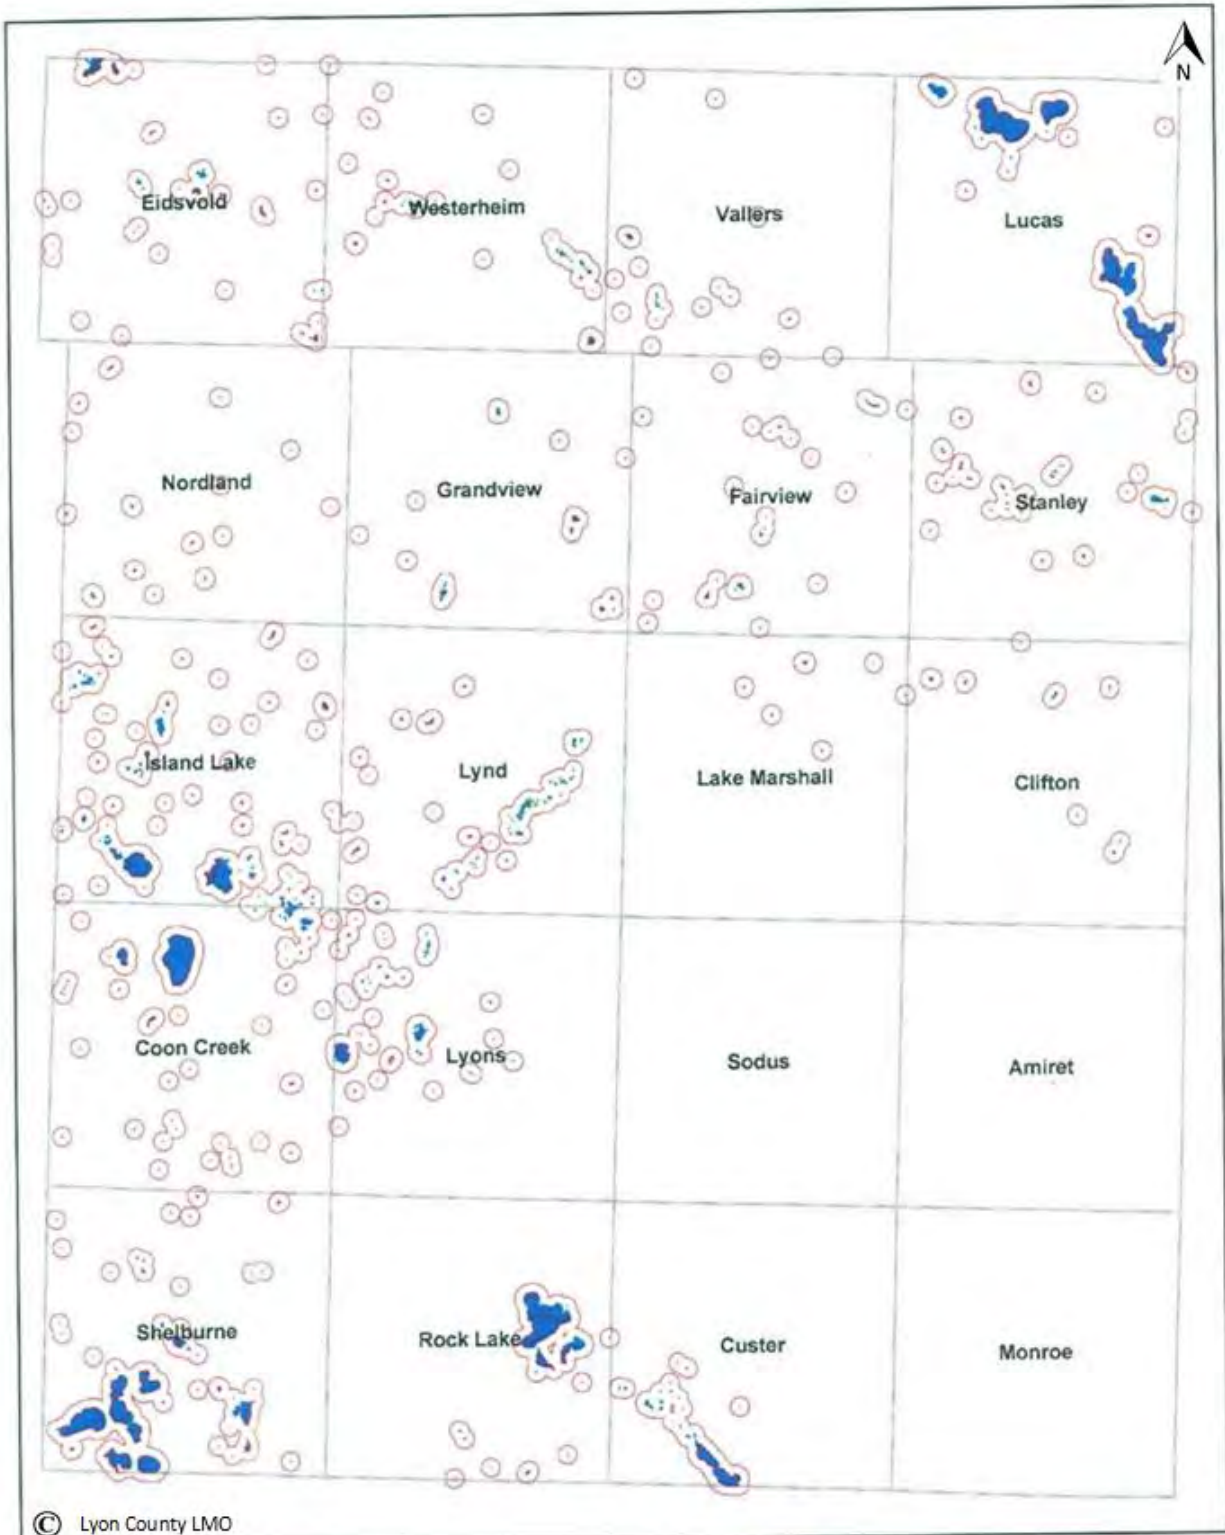 N
Eidsvold
Westerheim
Vallers
Lucas
Nordland
Grandview
Fairview
Stanley
Island Lake
Lynd
Lake Marshall
Clifton
Coon Creek
Lyons
Sodus
Amiret
Shelburne
Rock Lake
Custer
Monroe
© Lyon County LMO